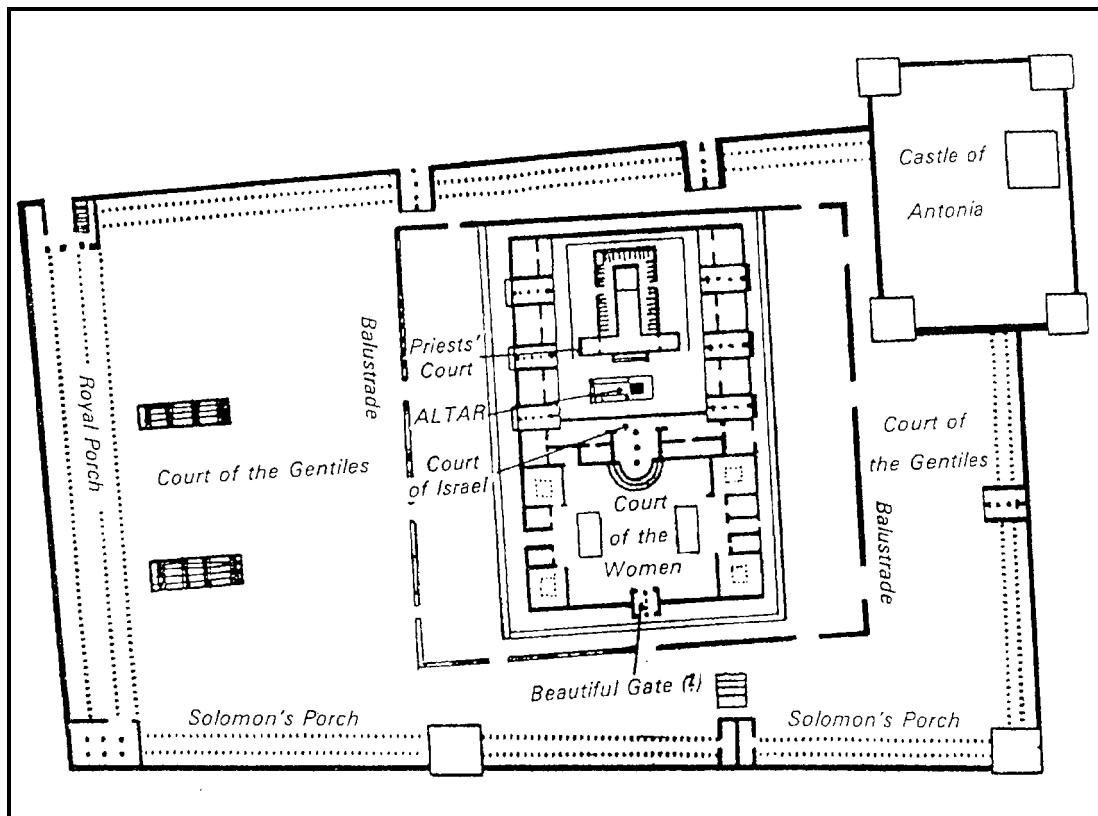 Castle of
Antonia
Balustrade
Priests'
Court
Royal Porch
ALTAR
Court of the Gentiles
Court
of Israel
Court of
the Gentiles
Court
of the
Women
Balustrade
Beautiful Gate (?)
Solomon's Porch
Solomon's Porch